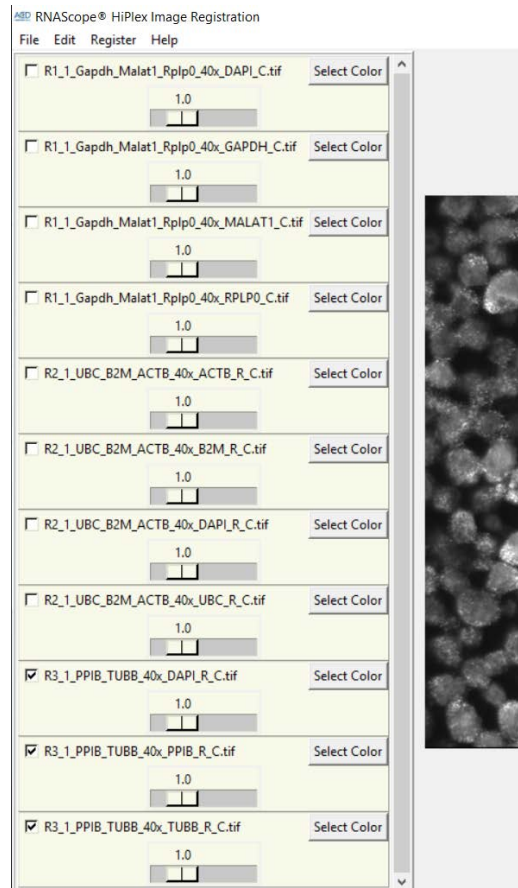 ACD RNAScope® HiPlex Image Registration
File Edit Register Help
R1_1_Gapdh_Malat1_Rplp0_40x_DAPI_C.tif Select Color
1.0
R1_1_Gapdh_Malat1_Rplp0_40x_GAPDH_C.tif Select Color
1.0
R1_1_Gapdh_Malat1_Rplp0_40x_MALAT1_C.tif Select Color
1.0
R1_1_Gapdh_Malat1_Rplp0_40x_RPLP0_C.tif Select Color
1.0
R2_1_UBC_B2M_ACTB_40x_ACTB_R_C.tif Select Color
1.0
R2_1_UBC_B2M_ACTB_40x_B2M_R_C.tif Select Color
1.0
R2_1_UBC_B2M_ACTB_40x_DAPI_R_C.tif Select Color
1.0
R2_1_UBC_B2M_ACTB_40x_UBC_R_C.tif Select Color
1.0
R3_1_PPIB_TUBB_40x_DAPI_R_C.tif Select Color
1.0
R3_1_PPIB_TUBB_40x_PPIB_R_C.tif Select Color
1.0
R3_1_PPIB_TUBB_40x_TUBB_R_C.tif Select Color
1.0